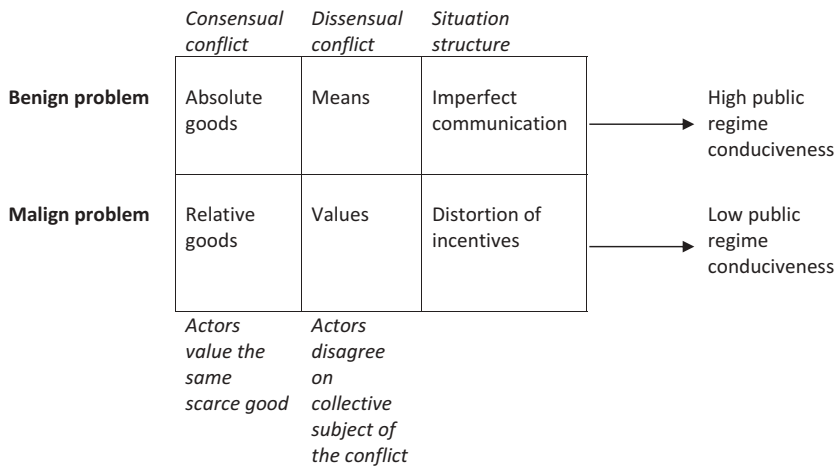 Consensual
conflict
Dissensual
conflict
Situation
structure
Benign problem
Absolute
goods
Means
Imperfect
communication
High public
regime
conduciveness
Malign problem
Relative
goods
Values
Distortion of
incentives
Low public
regime
conduciveness
Actors
value the
same
scarce good
Actors
disagree
on
collective
subject of
the conflict